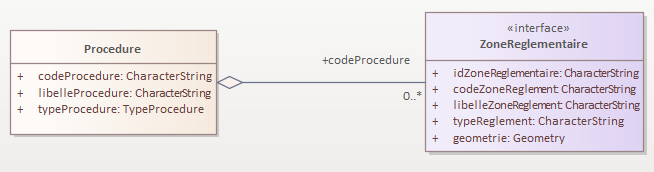 Procedure
+ codeProcedure: CharacterString
+ libelleProcedure: CharacterString
+ typeProcedure: TypeProcedure
+codeProcedure
0..*
«interface»
ZoneReglementaire
+ idZoneReglementaire: CharacterString
+ codeZoneReglement: CharacterString
+ libelleZoneReglement: CharacterString
+ typeReglement: CharacterString
+ geometrie: Geometry